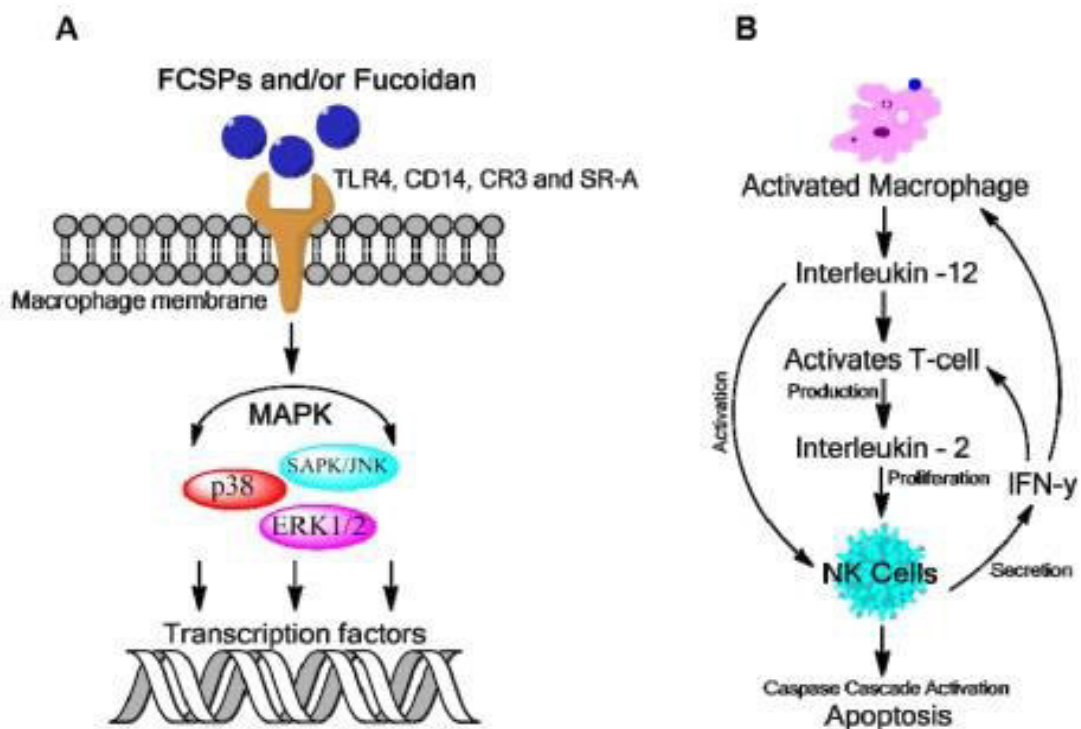 A
FCSPs and/or Fucoidan
TLR4, CD14, CR3 and SR-A
Macrophage membrane
MAPK
SAPK/JNK
p38
ERK1/2
Transcription factors
B
Activated Macrophage
Interleukin -12
Activation
Activates T-cell
Production
Interleukin - 2
Proliferation
IFN-y
NK Cells
Secretion
Caspase Cascade Activation
Apoptosis